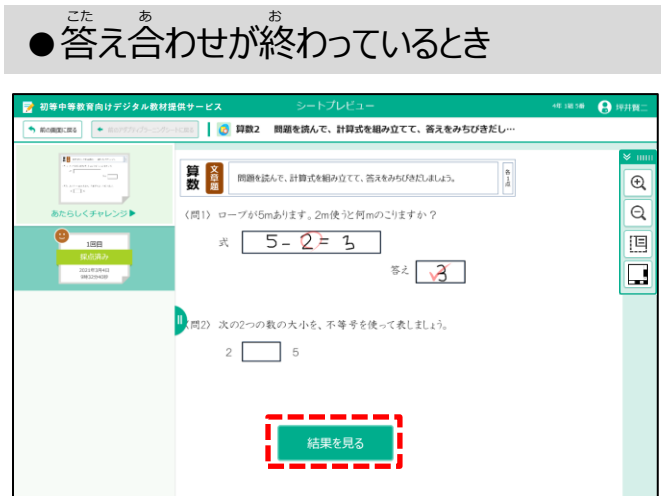 こた あ お
●答え合わせが終わっているとき
初等中等教育向けデジタル教材提供サービス
シートプレビュー
4年 1組 5番
坪井賢二
前の画面に戻る
算数2 問題を読んで、計算式を組み立てて、答えをみちびきだし…
あたらしくチャレンジ▶
1回目
採点済み
算数
文章題
問題を読んで、計算式を組み立てて、答えをみちびきだしましょう。
各1点
(問1) ロープが5mあります。2m使うと何mのこりますか?
式 5-2=3
答え 3
(問2) 次の2つの数の大小を、不等号を使って表しましょう。
2 5
結果を見る